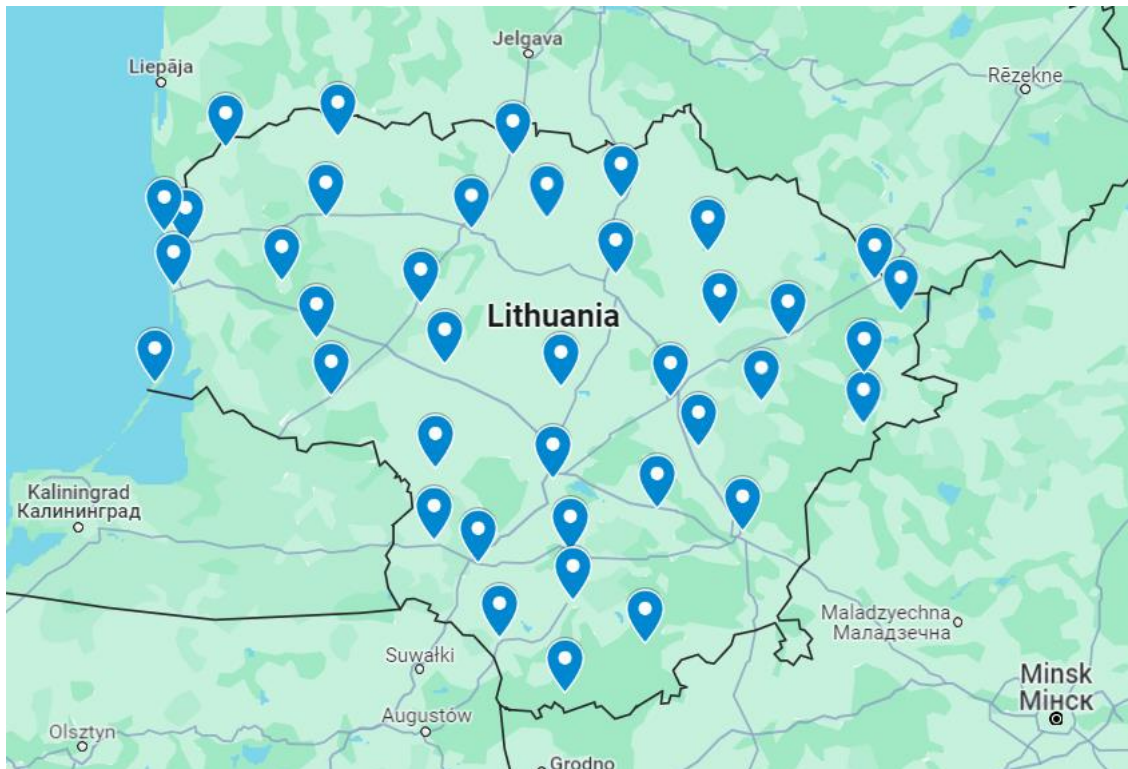 Jelgava
Liepāja
Rēzekne
Lithuania
Kaliningrad
Калининград
Maladzyechna
Маладзечна
Suwałki
Minsk
Мінск
Augustów
Olsztyn
Grodno